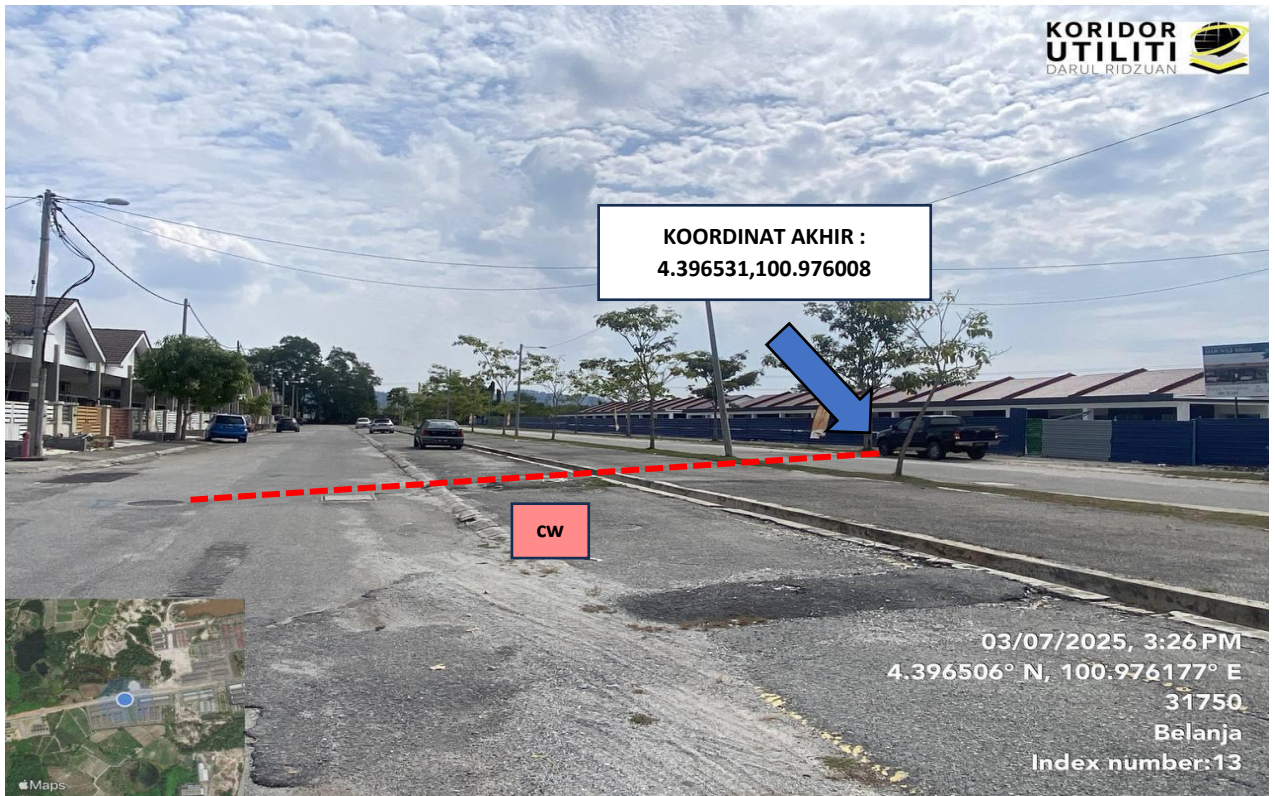 KORIDOR
UTILITI
DARUL RIDZUAN
KOORDINAT AKHIR :
4.396531,100.976008
CW
03/07/2025, 3:26 PM
4.396506° N, 100.976177° E
31750
Belanja
Index number:13
Maps